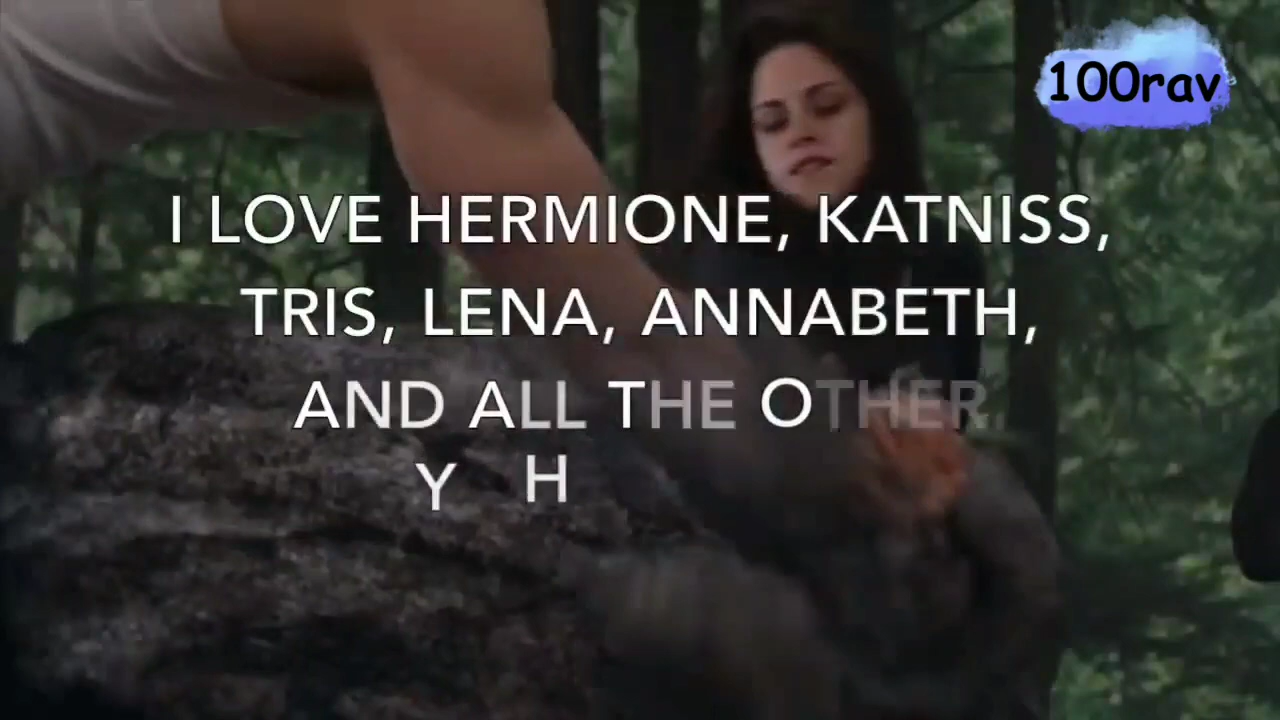 100rav
I LOVE HERMIONE, KATNISS,
TRIS, LENA, ANNABETH,
AND ALL THE OTHER
Y H